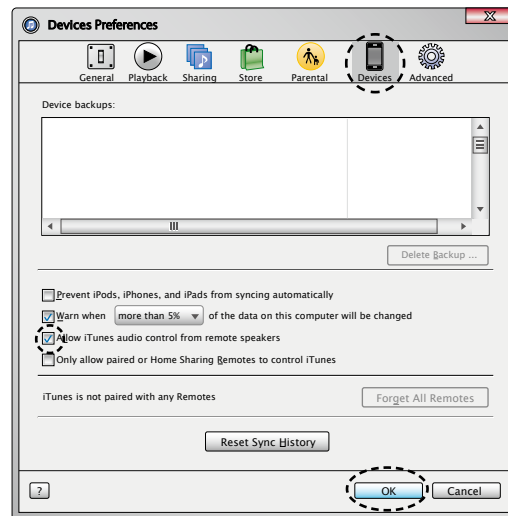 Devices Preferences
General Playback Sharing Store Parental Devices Advanced
Device backups:
Delete Backup ...
Prevent iPods, iPhones, and iPads from syncing automatically
Warn when more than 5% of the data on this computer will be changed
Allow iTunes audio control from remote speakers
Only allow paired or Home Sharing Remotes to control iTunes
iTunes is not paired with any Remotes Forget All Remotes
Reset Sync History
? OK Cancel